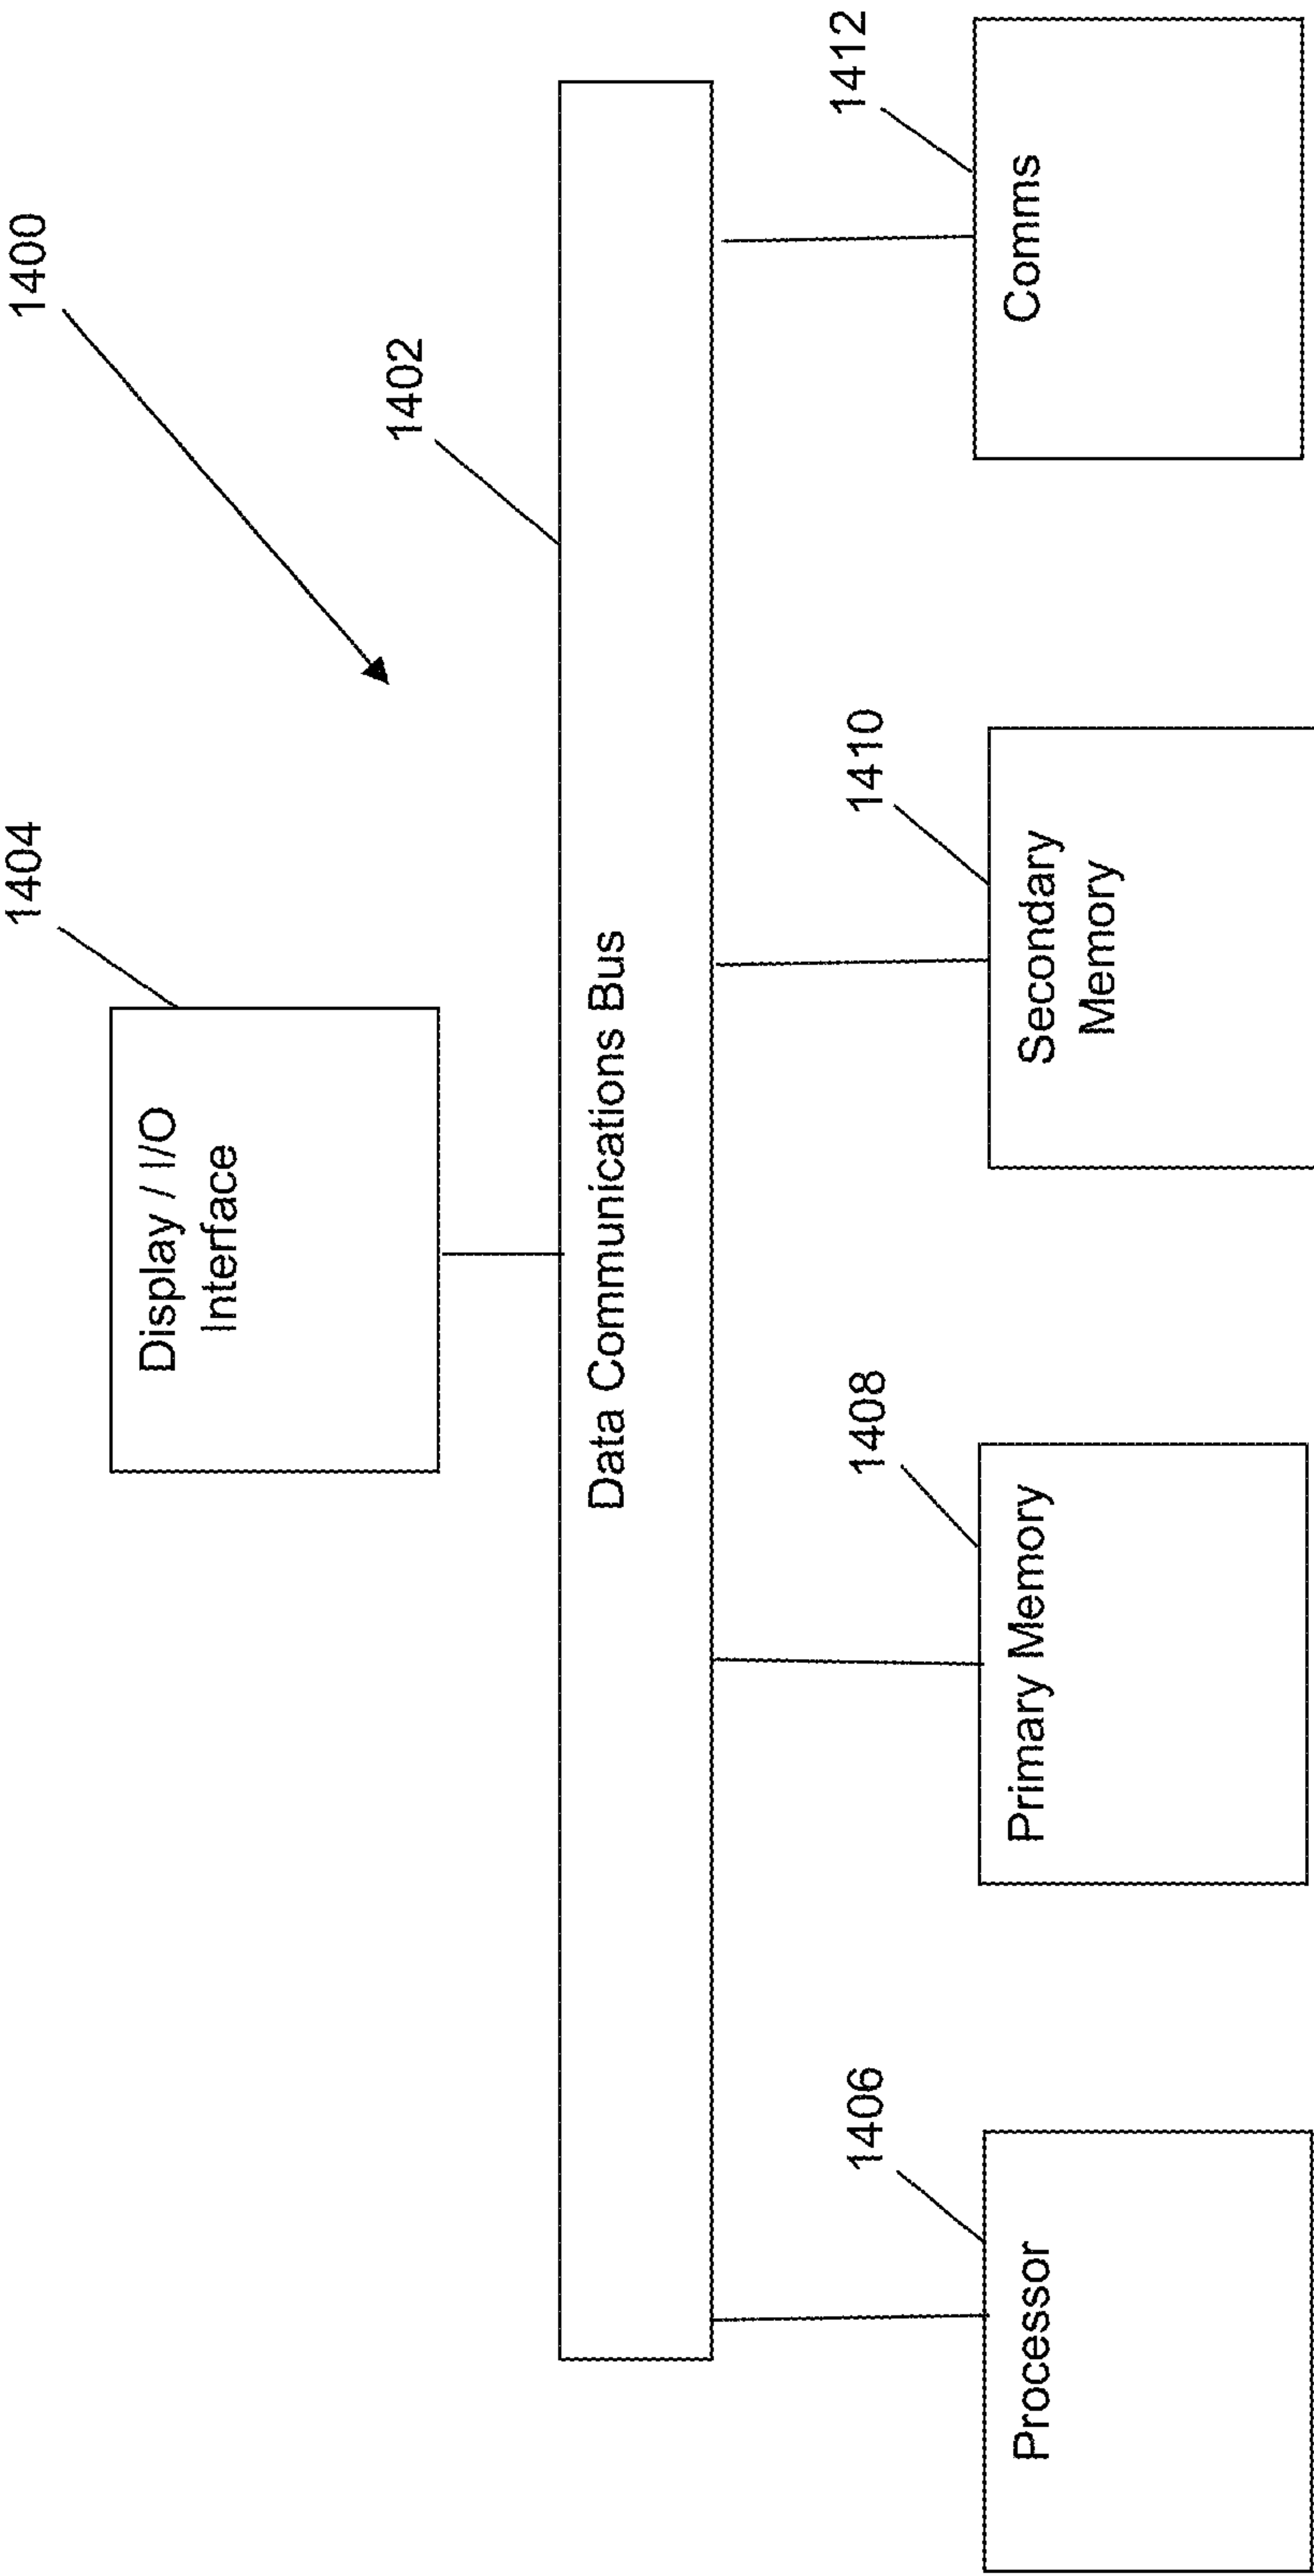 1400
1404
Display / I/O
Interface
1402
Data Communications Bus
1406
Processor
1408
Primary Memory
1410
Secondary
Memory
1412
Comms